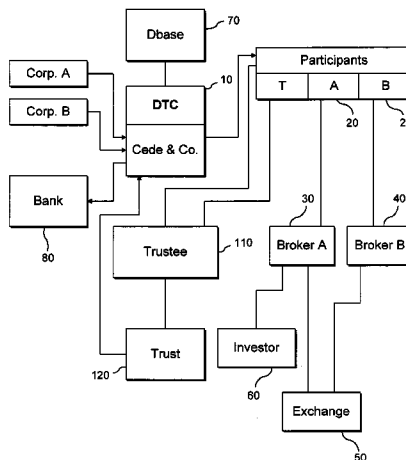 Dbase
70
10
Corp. A
Corp. B
DTC
Cede & Co.
Participants
T A B
20 2
Bank
80
Trustee
110
30
Broker A
40
Broker B
Trust
120
Investor
60
Exchange
50